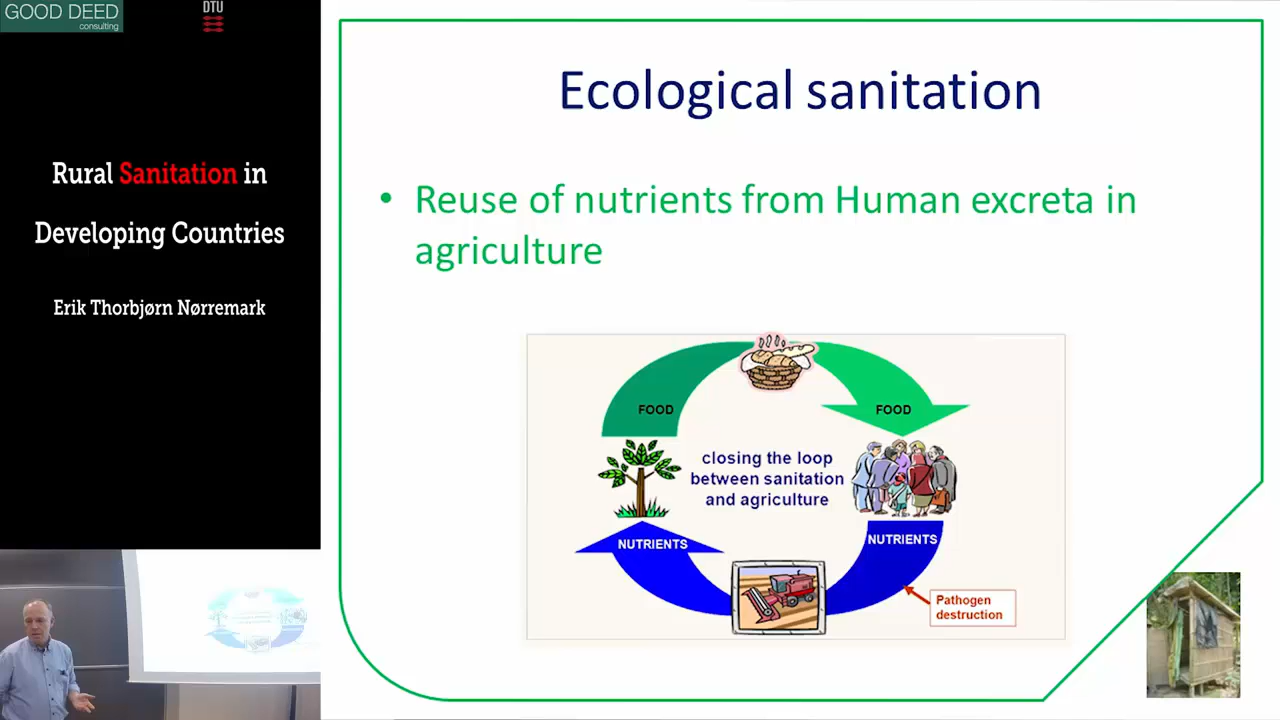 GOOD DEED
consulting
DTU
Rural Sanitation in
Developing Countries
Erik Thorbjørn Nørremark
Ecological sanitation
• Reuse of nutrients from Human excreta in
agriculture
FOOD
FOOD
closing the loop
between sanitation
and agriculture
NUTRIENTS
NUTRIENTS
Pathogen
destruction